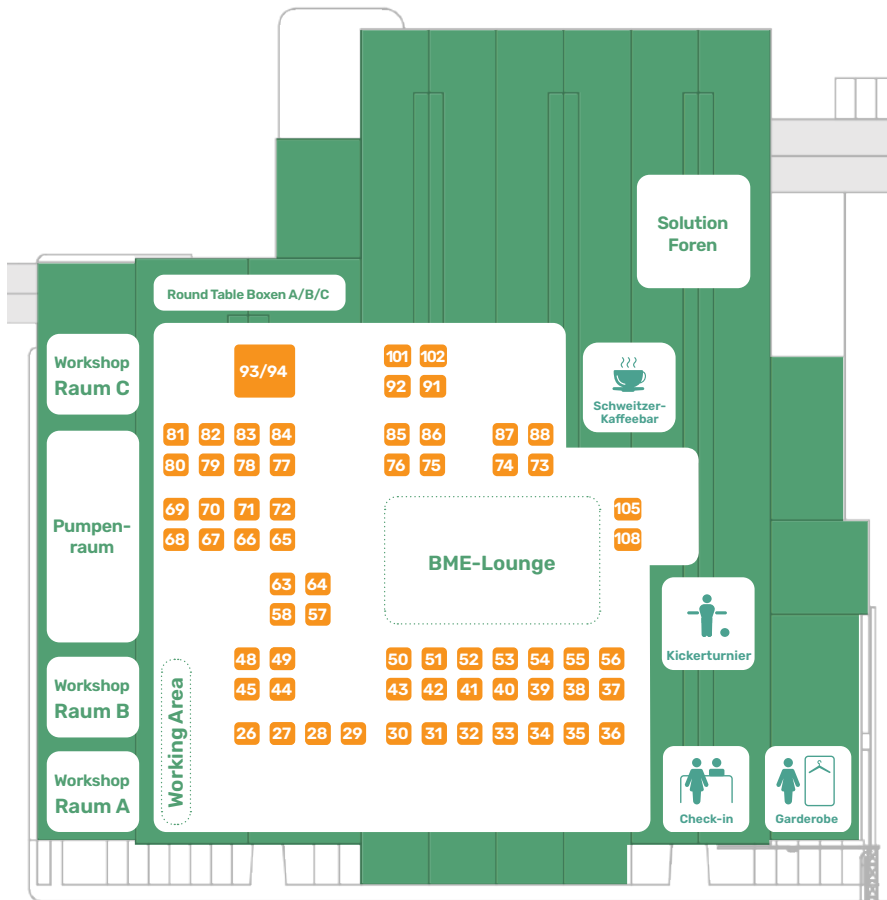 Solution
Foren
Round Table Boxen A/B/C
Workshop
Raum C
93/94
101 102
92 91
Schweitzer-
Kaffeebar
81 82 83 84 85 86 87 88
80 79 78 77 76 75 74 73
69 70 71 72 105
68 67 66 65 108
Pumpen-
raum
BME-Lounge
63 64
58 57
Kickerturnier
48 49 50 51 52 53 54 55 56
45 44 43 42 41 40 39 38 37
Workshop
Raum B
Working Area
26 27 28 29 30 31 32 33 34 35 36
Workshop
Raum A
Check-in
Garderobe